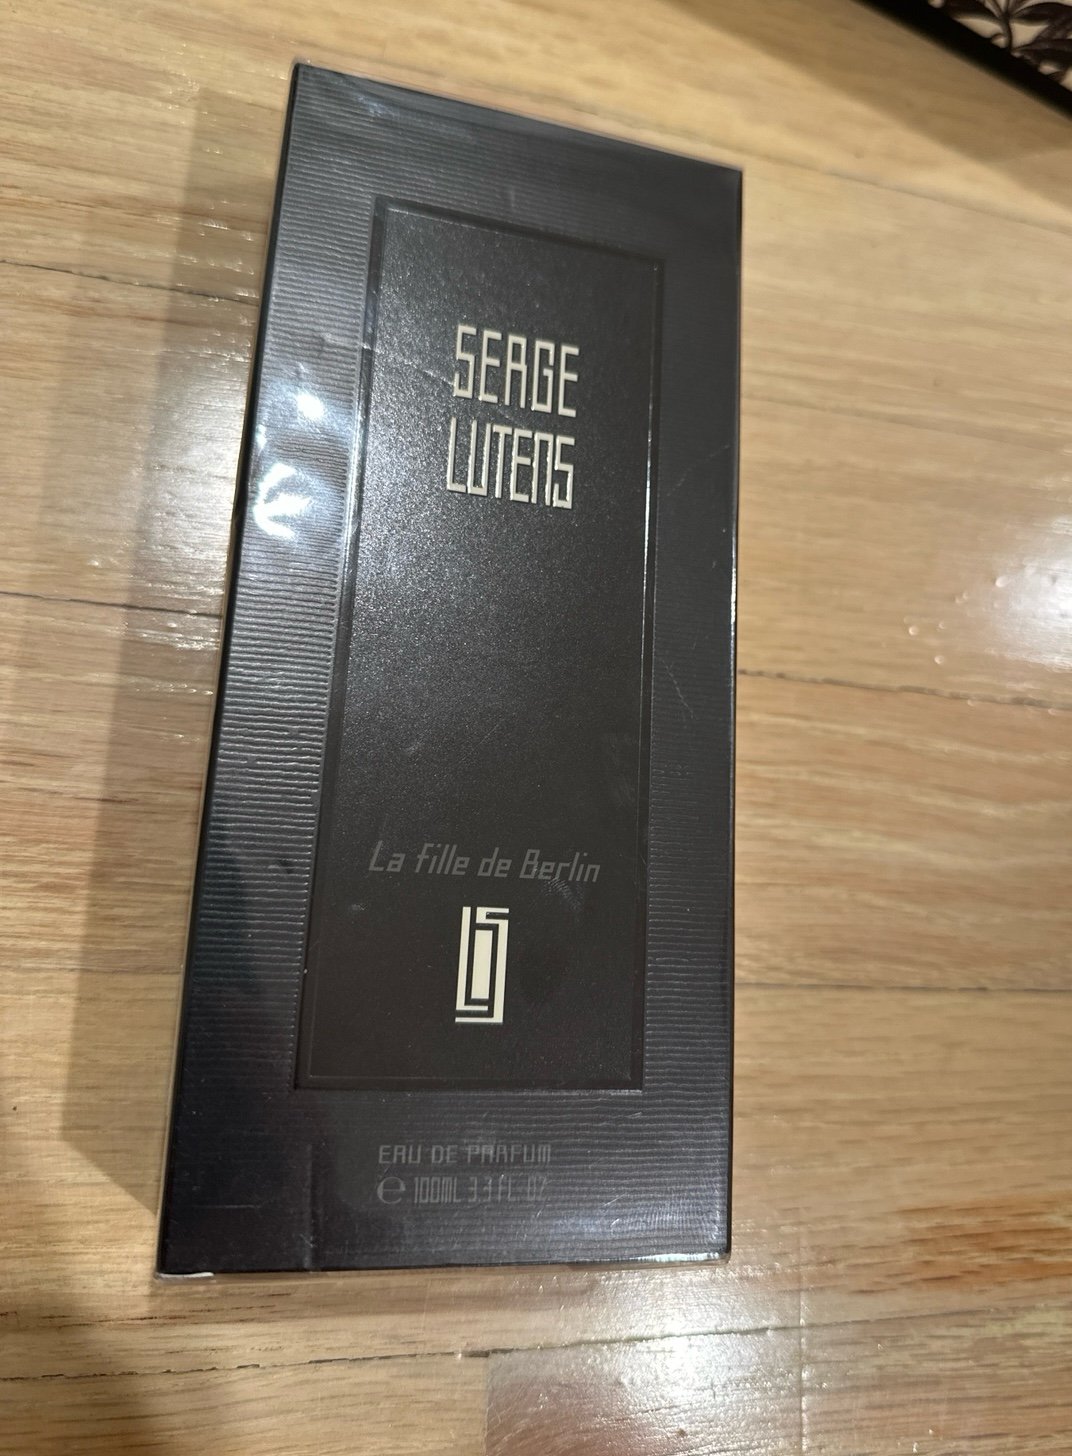 SERGE
LUTENS
La fille de Berlin
EAU DE PARFUM
e 100ML 3.3 FL. OZ